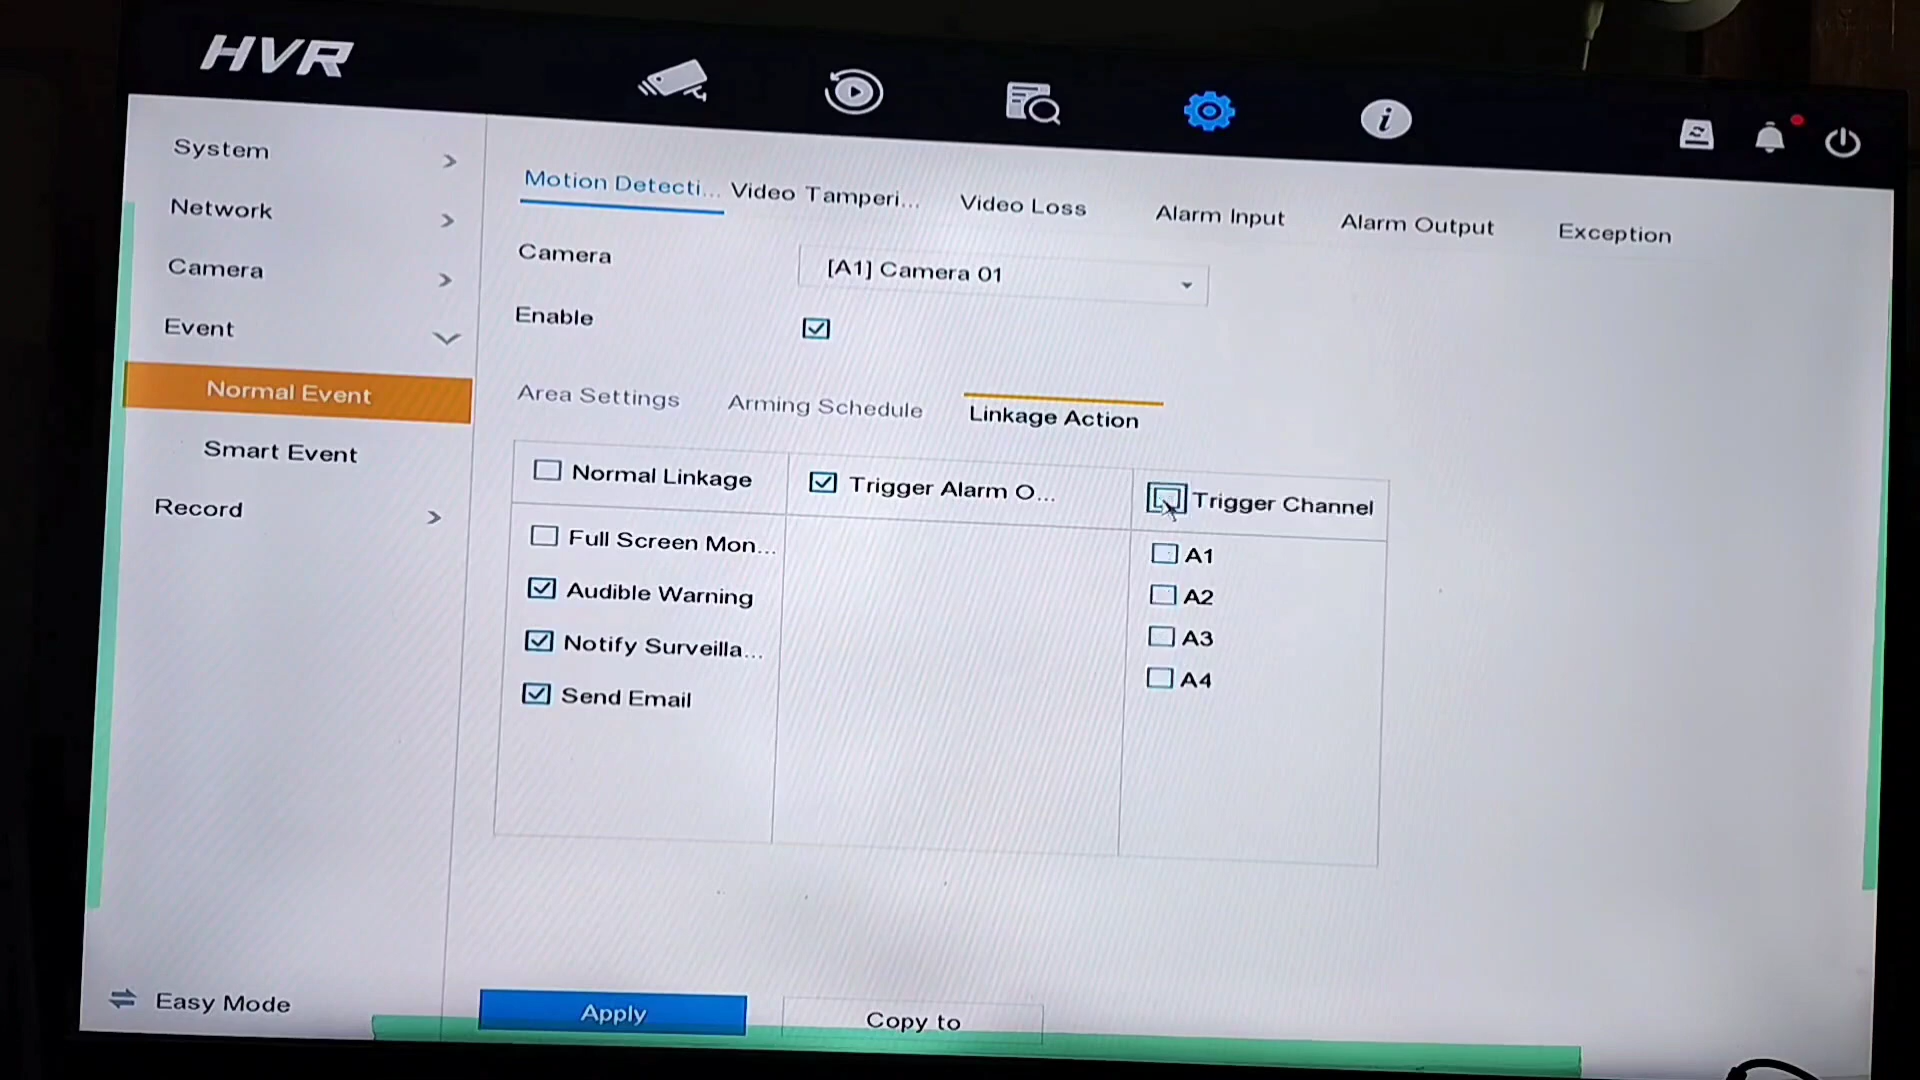 HVR
System
Network
Camera
Event
Normal Event
Smart Event
Record
Easy Mode
Motion Detecti... Video Tamperi... Video Loss Alarm Input Alarm Output Exception
Camera [A1] Camera 01
Enable
Area Settings Arming Schedule Linkage Action
Normal Linkage Trigger Alarm O... Trigger Channel
Full Screen Mon...
Audible Warning
Notify Surveilla...
Send Email
A1
A2
A3
A4
Apply Copy to